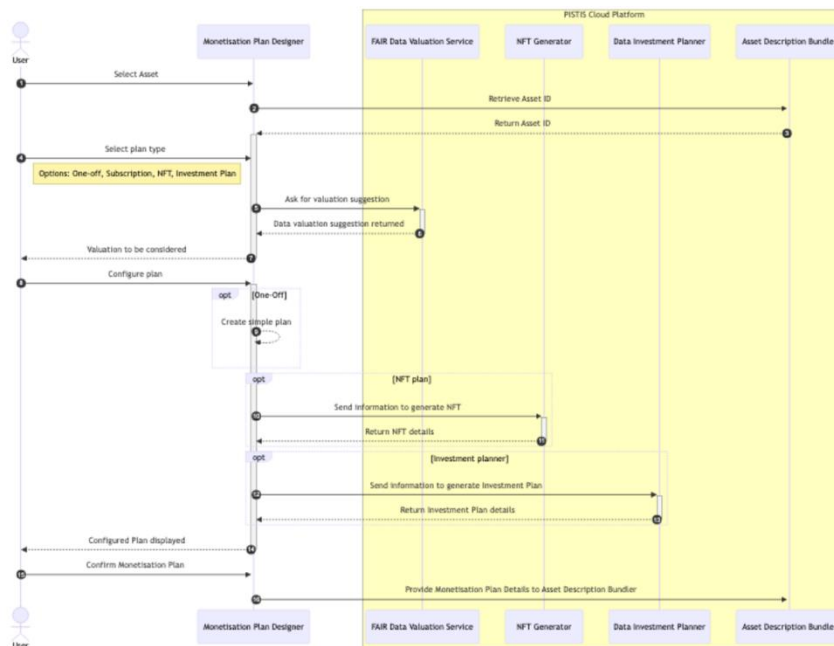 PISTIS Cloud Platform
User
Monetisation Plan Designer
FAIR Data Valuation Service
NFT Generator
Data Investment Planner
Asset Description Bundler
1
Select Asset
2
Retrieve Asset ID
Return Asset ID
3
4
Select plan type
Options: One-off, Subscription, NFT, Investment Plan
5
Ask for valuation suggestion
Data valuation suggestion returned
6
Valuation to be considered
7
8
Configure plan
opt
[One-Off]
Create simple plan
9
opt
[NFT plan]
10
Send information to generate NFT
Return NFT details
11
opt
[Investment planner]
12
Send information to generate Investment Plan
Return Investment Plan details
13
Configured Plan displayed
14
15
Confirm Monetisation Plan
16
Provide Monetisation Plan Details to Asset Description Bundler
User
Monetisation Plan Designer
FAIR Data Valuation Service
NFT Generator
Data Investment Planner
Asset Description Bundler